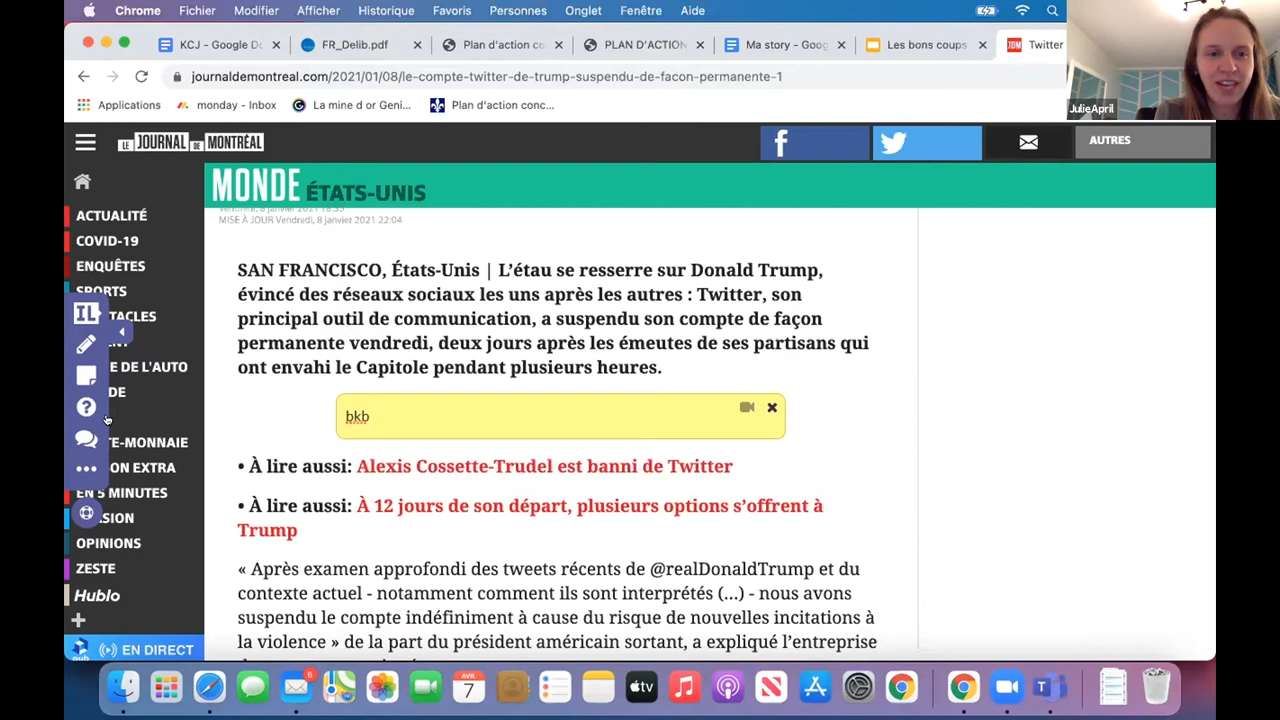 Chrome Fichier Modifier Afficher Historique Favoris Personnes Onglet Fenêtre Aide
KCJ - Google Do
FR_Delib.pdf
Plan d'action co
PLAN D'ACTION
Ma story - Goog
Les bons coups
JDM Twitter
journaldemontreal.com/2021/01/08/le-compte-twitter-de-trump-suspendu-de-facon-permanente-1
Applications
monday - Inbox
La mine d or Geni...
Plan d'action conc...
JulieApril
LE JOURNAL DE MONTRÉAL
AUTRES
MONDE ÉTATS-UNIS
MISE À JOUR Vendredi, 8 janvier 2021 22:04
ACTUALITÉ
COVID-19
ENQUÊTES
SPORTS
TACLES
E DE L'AUTO
DE
TE-MONNAIE
ON EXTRA
EN 5 MINUTES
SION
OPINIONS
ZESTE
Hublo
EN DIRECT
IL
SAN FRANCISCO, États-Unis | L'étau se resserre sur Donald Trump,
évincé des réseaux sociaux les uns après les autres : Twitter, son
principal outil de communication, a suspendu son compte de façon
permanente vendredi, deux jours après les émeutes de ses partisans qui
ont envahi le Capitole pendant plusieurs heures.
bkb
• À lire aussi: Alexis Cossette-Trudel est banni de Twitter
• À lire aussi: À 12 jours de son départ, plusieurs options s'offrent à
Trump
« Après examen approfondi des tweets récents de @realDonaldTrump et du
contexte actuel - notamment comment ils sont interprétés (...) - nous avons
suspendu le compte indéfiniment à cause du risque de nouvelles incitations à
la violence » de la part du président américain sortant, a expliqué l'entreprise
6
AVR.
7
tv